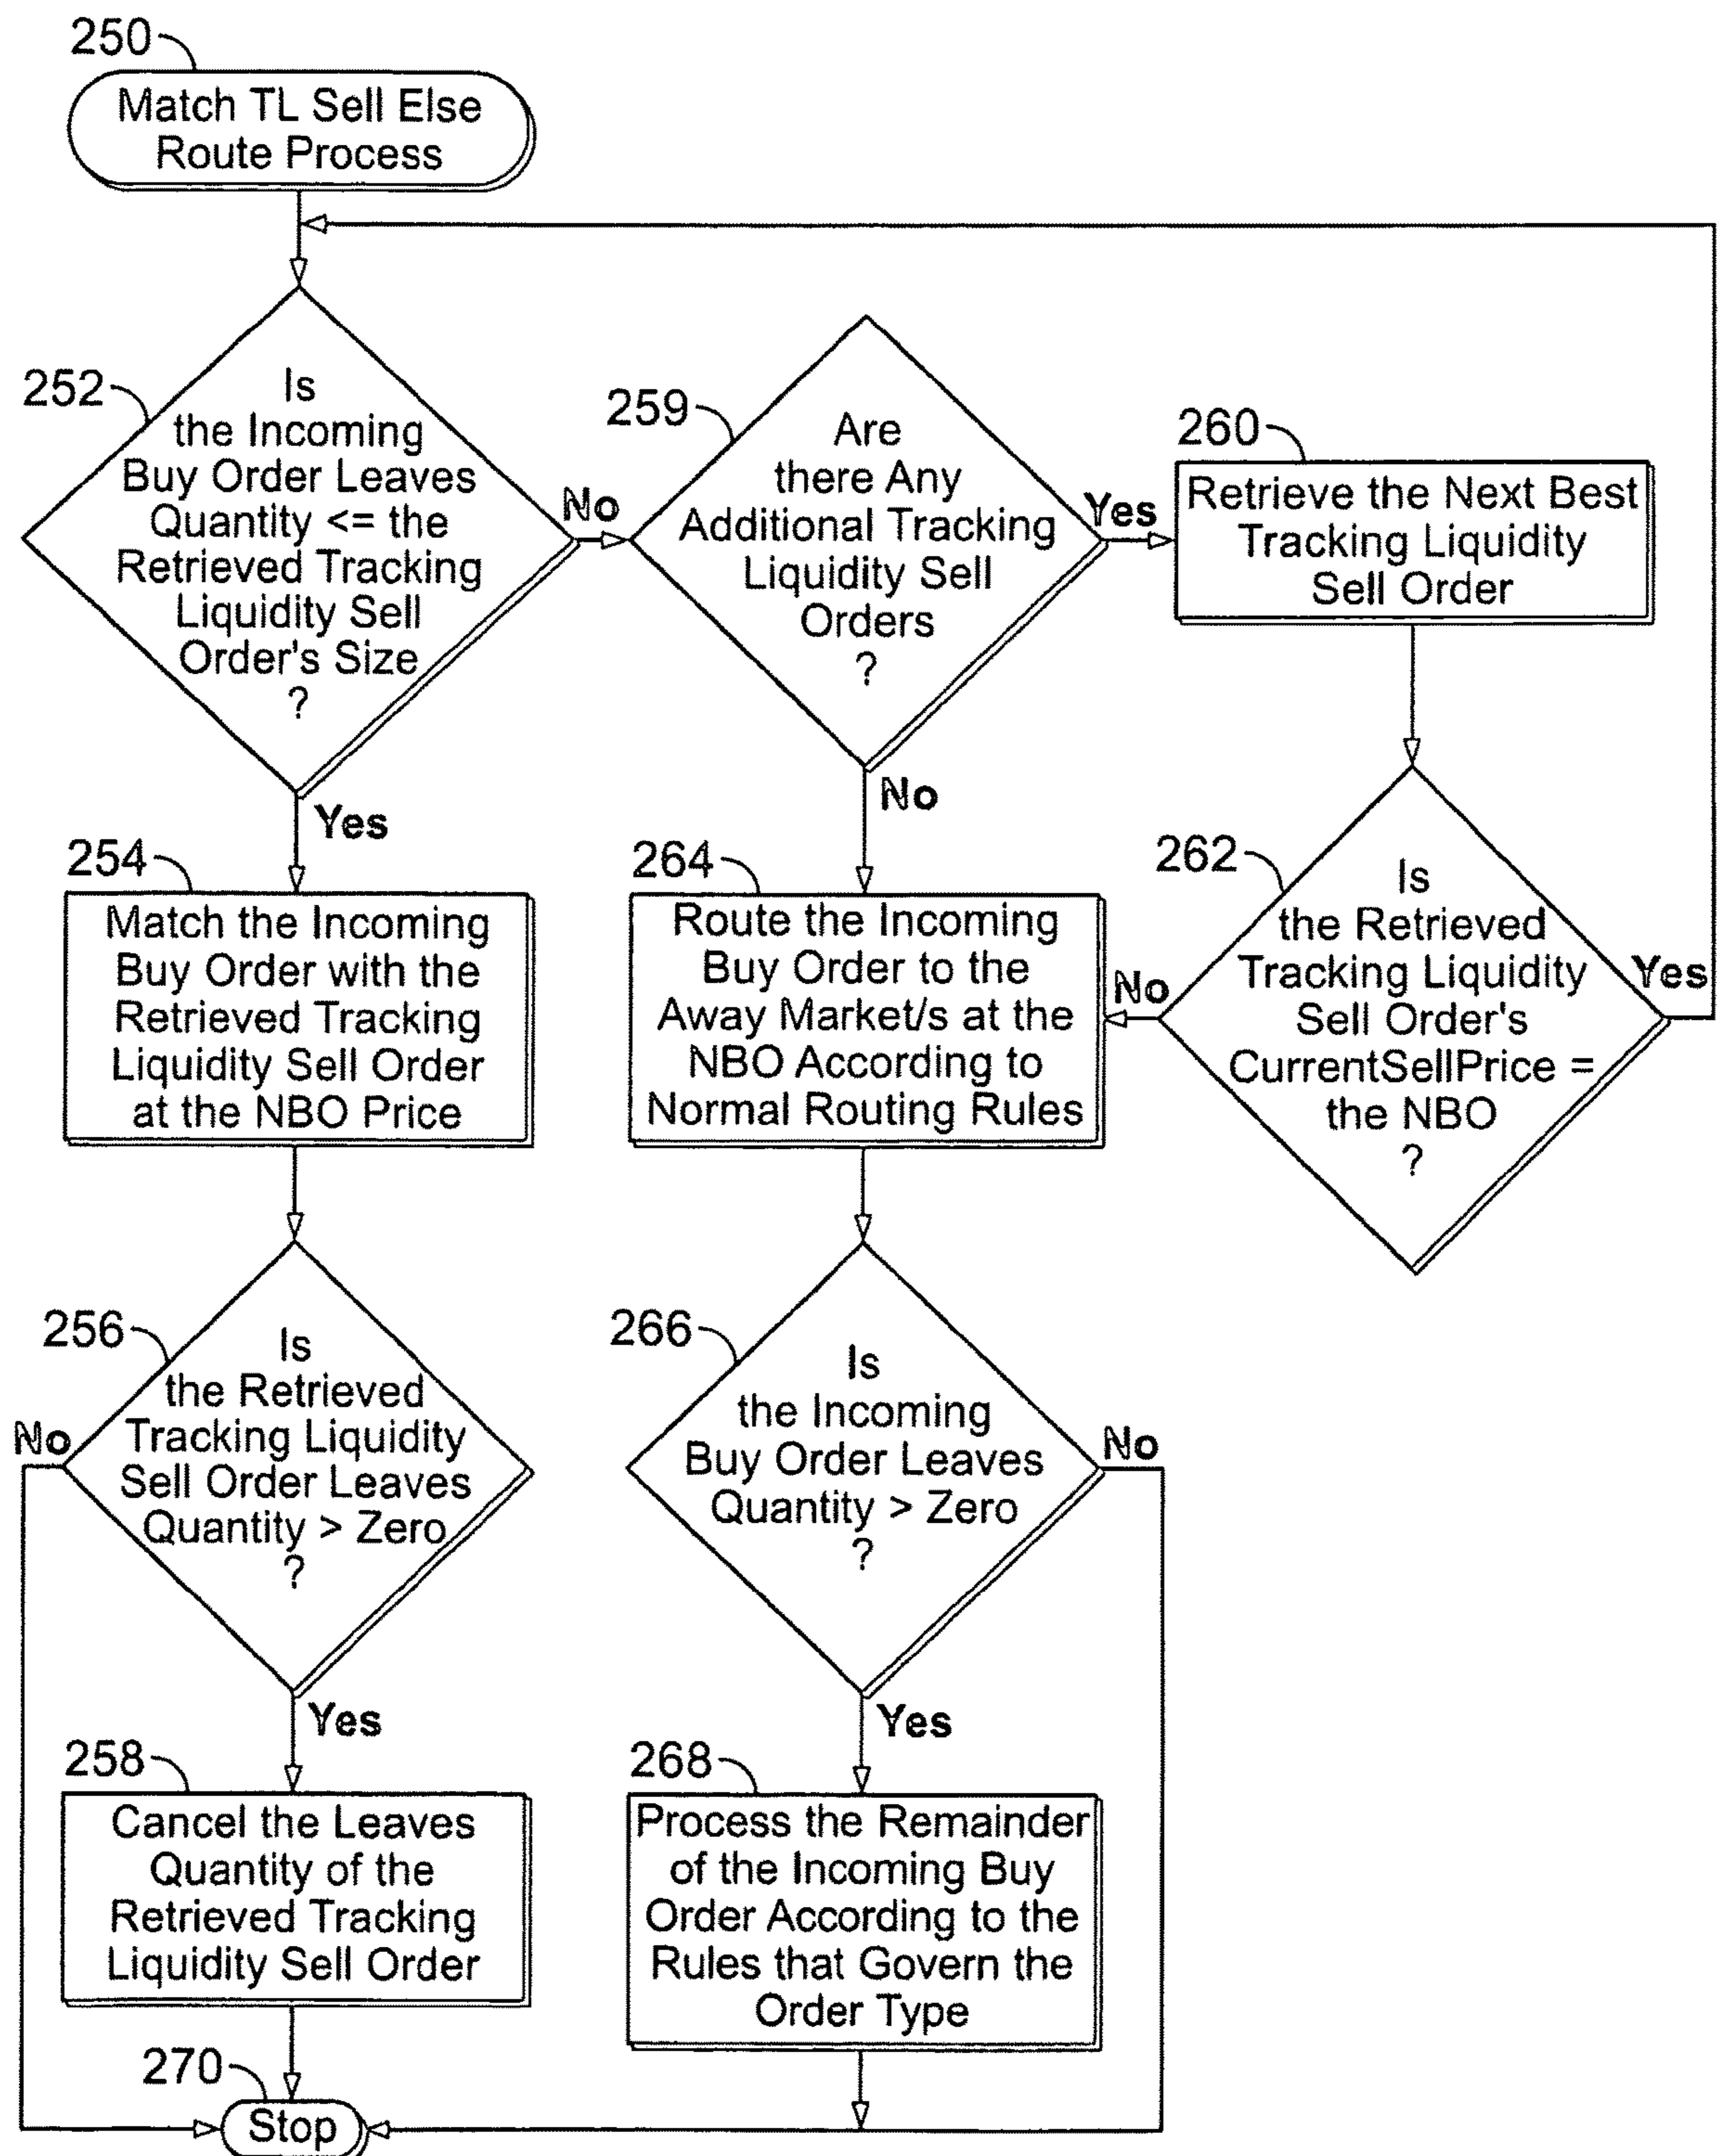 250
Match TL Sell Else
Route Process
252
Is
the Incoming
Buy Order Leaves
Quantity <= the
Retrieved Tracking
Liquidity Sell
Order's Size
?
No
Yes
259
Are
there Any
Additional Tracking
Liquidity Sell
Orders
?
Yes
No
260
Retrieve the Next Best
Tracking Liquidity
Sell Order
254
Match the Incoming
Buy Order with the
Retrieved Tracking
Liquidity Sell Order
at the NBO Price
264
Route the Incoming
Buy Order to the
Away Market/s at the
NBO According to
Normal Routing Rules
262
Is
the Retrieved
Tracking Liquidity
Sell Order's
CurrentSellPrice =
the NBO
?
No
Yes
256
Is
the Retrieved
Tracking Liquidity
Sell Order Leaves
Quantity > Zero
?
No
Yes
266
Is
the Incoming
Buy Order Leaves
Quantity > Zero
?
No
Yes
258
Cancel the Leaves
Quantity of the
Retrieved Tracking
Liquidity Sell Order
268
Process the Remainder
of the Incoming Buy
Order According to the
Rules that Govern the
Order Type
270
Stop